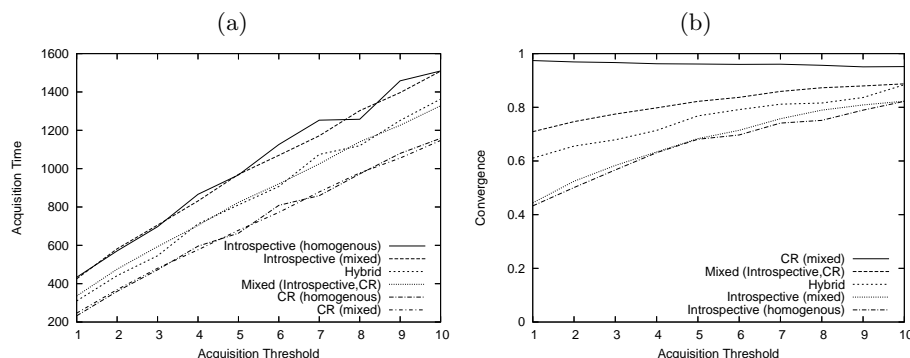 (a)
1600
1400
1200
1000
800
600
400
200
Acquisition Time
Introspective (homogenous)
Introspective (mixed)
Hybrid
Mixed (Introspective,CR)
CR (homogenous)
CR (mixed)
1 2 3 4 5 6 7 8 9 10
Acquisition Threshold
(b)
1
0.8
0.6
0.4
0.2
0
Convergence
CR (mixed)
Mixed (Introspective,CR)
Hybrid
Introspective (mixed)
Introspective (homogenous)
1 2 3 4 5 6 7 8 9 10
Acquisition Threshold